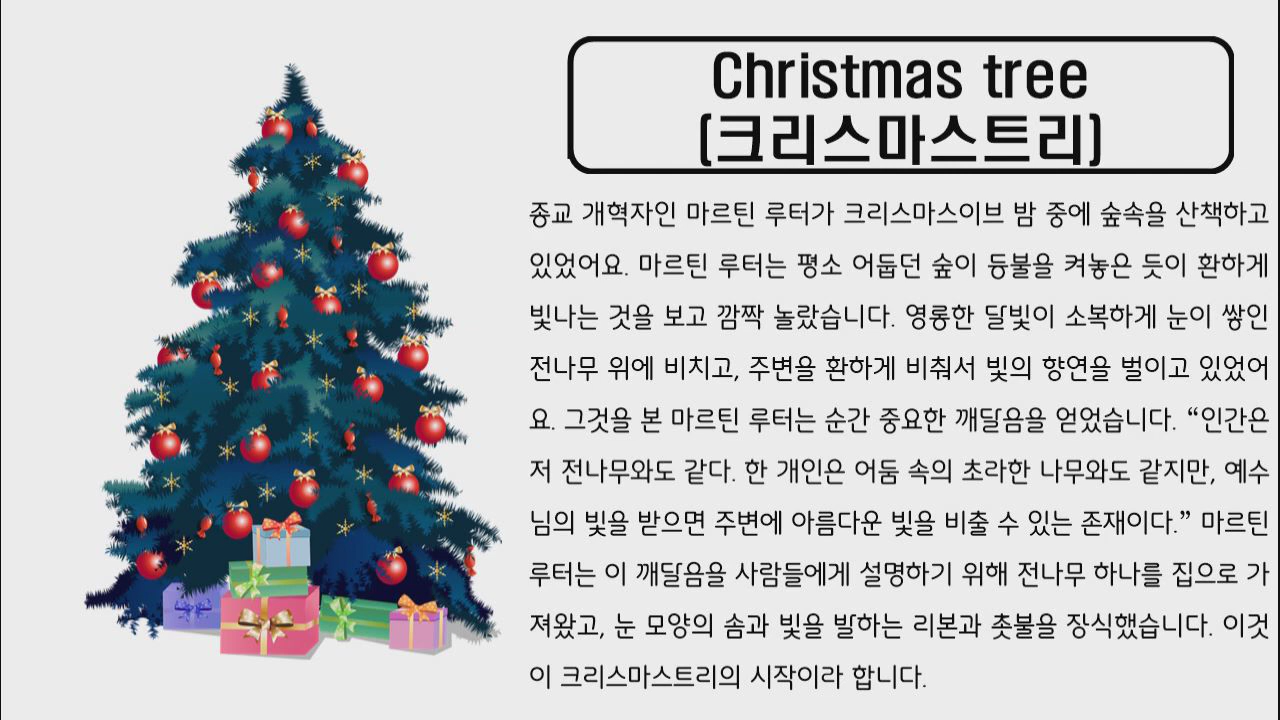 Christmas tree
(크리스마스트리)
종교 개혁자인 마르틴 루터가 크리스마스이브 밤 중에 숲속을 산책하고
있었어요. 마르틴 루터는 평소 어둡던 숲이 등불을 켜놓은 듯이 환하게
빛나는 것을 보고 깜짝 놀랐습니다. 영롱한 달빛이 소복하게 눈이 쌓인
전나무 위에 비치고, 주변을 환하게 비춰서 빛의 향연을 벌이고 있었어
요. 그것을 본 마르틴 루터는 순간 중요한 깨달음을 얻었습니다. “인간은
저 전나무와도 같다. 한 개인은 어둠 속의 초라한 나무와도 같지만, 예수
님의 빛을 받으면 주변에 아름다운 빛을 비출 수 있는 존재이다.” 마르틴
루터는 이 깨달음을 사람들에게 설명하기 위해 전나무 하나를 집으로 가
져왔고, 눈 모양의 솜과 빛을 발하는 리본과 촛불을 장식했습니다. 이것
이 크리스마스트리의 시작이라 합니다.